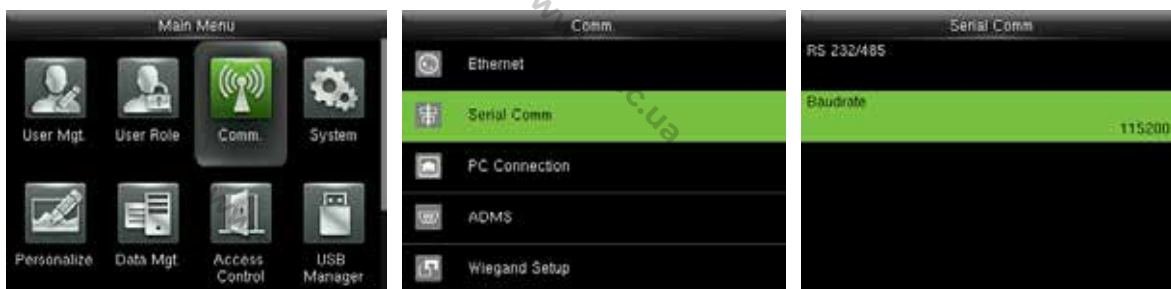 Main Menu
User Mgt.
User Role
Comm.
System
Personalize
Data Mgt.
Access
Control
USB
Manager
Comm.
Ethernet
Serial Comm
PC Connection
ADMS
Wiegand Setup
Serial Comm
RS 232/485
Baudrate
115200